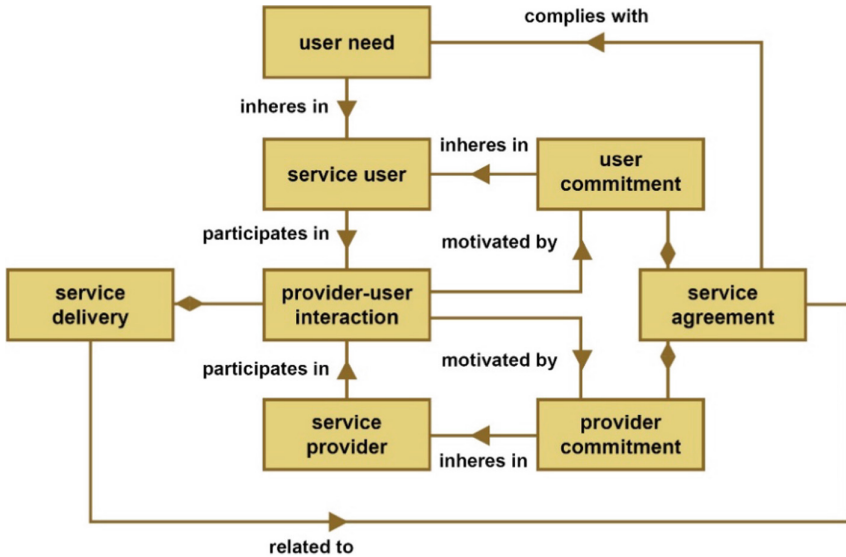 complies with
user need
inheres in
inheres in
user
commitment
service user
participates in
motivated by
service
delivery
provider-user
interaction
service
agreement
participates in
motivated by
service
provider
provider
commitment
inheres in
related to